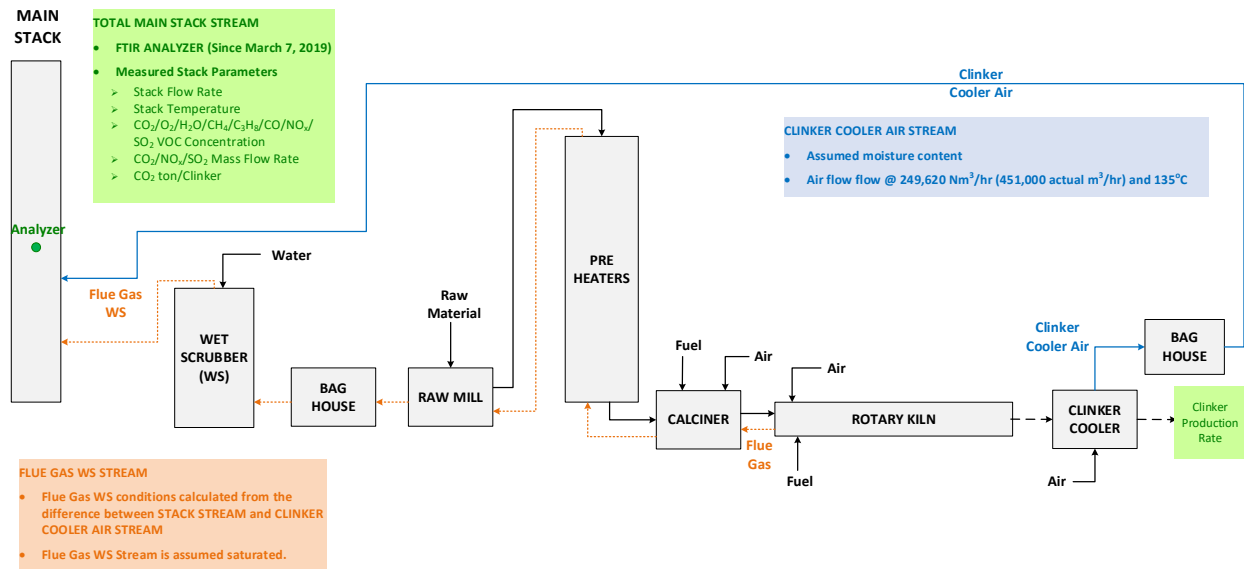 MAIN
STACK
TOTAL MAIN STACK STREAM
• FTIR ANALYZER (Since March 7, 2019)
• Measured Stack Parameters
➢ Stack Flow Rate
➢ Stack Temperature
➢ CO₂/O₂/H₂O/CH₄/C₃H₈/CO/NOₓ/
SO₂ VOC Concentration
➢ CO₂/NOₓ/SO₂ Mass Flow Rate
➢ CO₂ ton/Clinker
Clinker
Cooler Air
CLINKER COOLER AIR STREAM
• Assumed moisture content
• Air flow flow @ 249,620 Nm³/hr (451,000 actual m³/hr) and 135°C
Analyzer
Water
Flue Gas
WS
WET
SCRUBBER
(WS)
BAG
HOUSE
Raw
Material
RAW MILL
PRE
HEATERS
Fuel
Air
CALCINER
Flue
Gas
Air
ROTARY KILN
Fuel
Clinker
Cooler Air
BAG
HOUSE
CLINKER
COOLER
Air
Clinker
Production
Rate
FLUE GAS WS STREAM
• Flue Gas WS conditions calculated from the
difference between STACK STREAM and CLINKER
COOLER AIR STREAM
• Flue Gas WS Stream is assumed saturated.